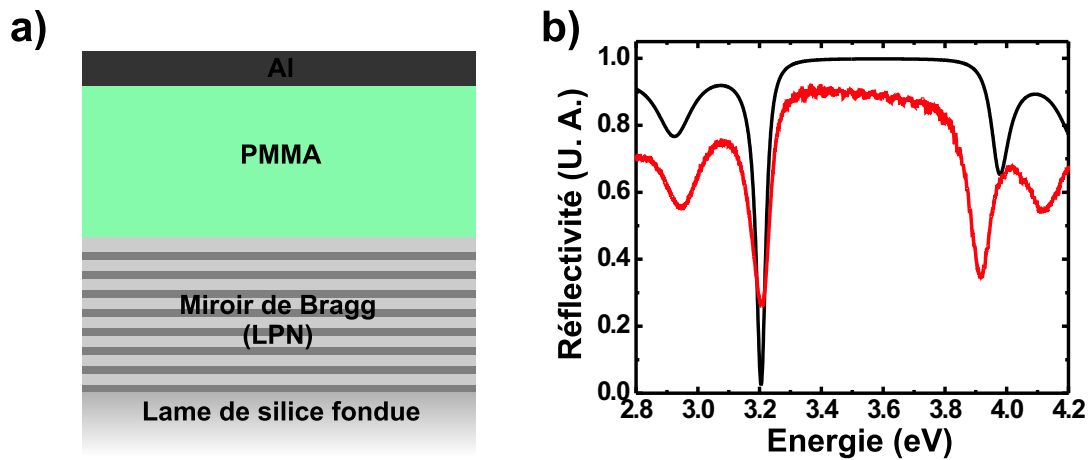 a)
Al
PMMA
Miroir de Bragg
(LPN)
Lame de silice fondue
b)
Réflectivité (U. A.)
1.0
0.8
0.6
0.4
0.2
0.0
2.8 3.0 3.2 3.4 3.6 3.8 4.0 4.2
Energie (eV)